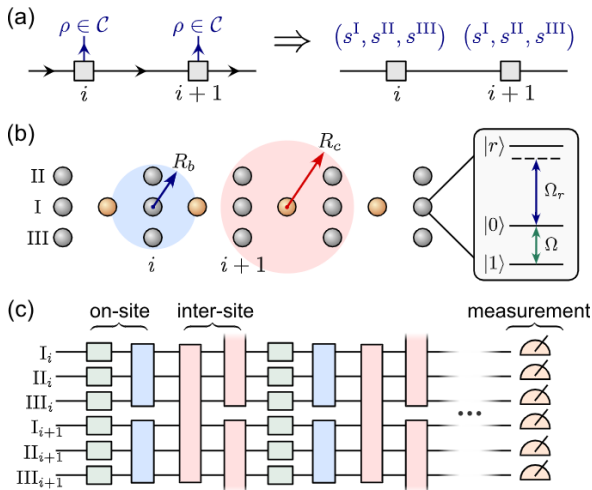 (a)
ρ ∈ 𝒞 ρ ∈ 𝒞 ⇒ (s^I, s^II, s^III) (s^I, s^II, s^III)
i i + 1 i i + 1
(b)
II
I
III
R_b R_c
i i + 1
|r⟩
Ω_r
|0⟩
Ω
|1⟩
(c)
on-site inter-site measurement
I_i
II_i
III_i
I_{i+1}
II_{i+1}
III_{i+1}
...